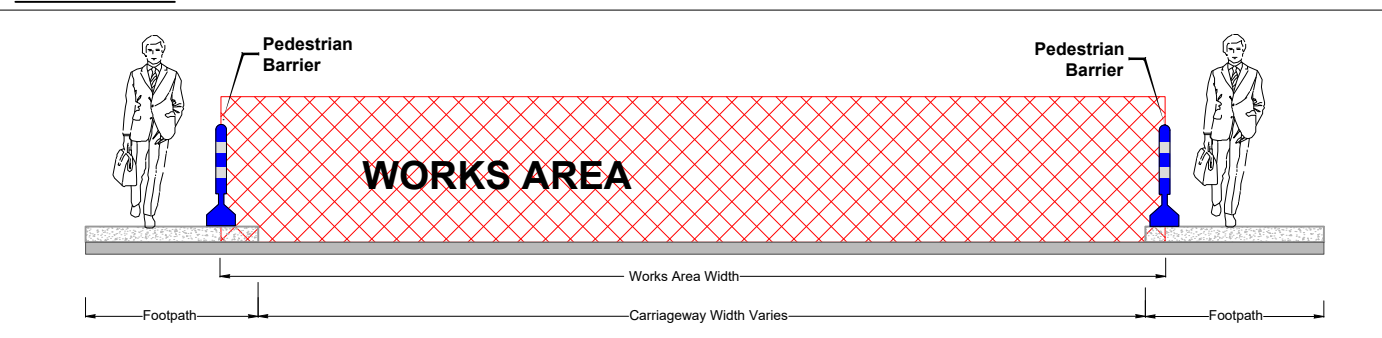 Pedestrian
Barrier
Pedestrian
Barrier
WORKS AREA
Works Area Width
Footpath
Carriageway Width Varies
Footpath